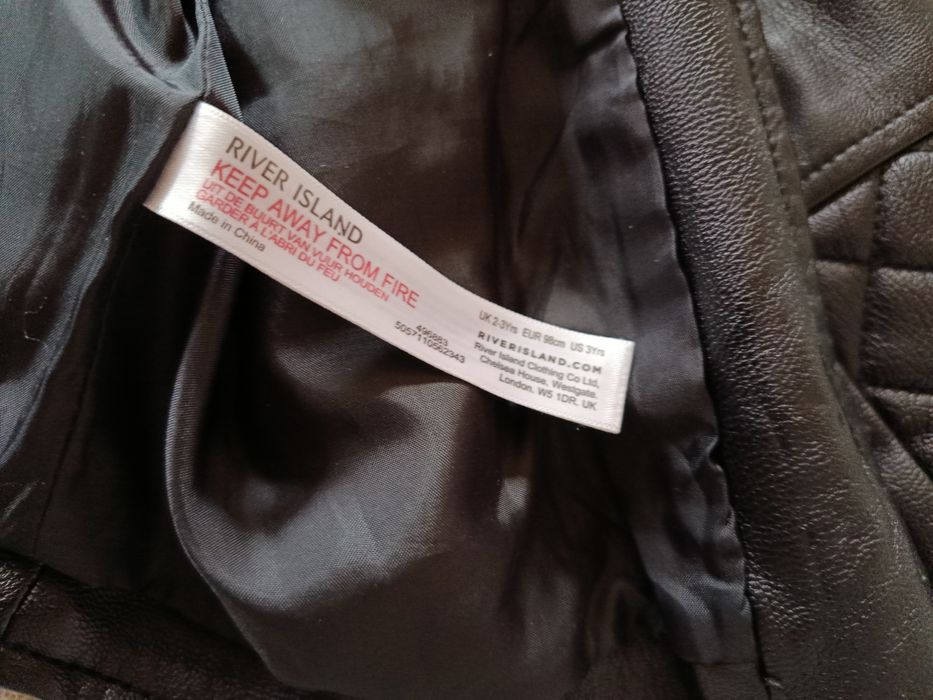 RIVER ISLAND
KEEP AWAY FROM FIRE
UIT DE BUURT VAN VUUR HOUDEN
GARDER À L'ABRI DU FEU
Made in China
496883
5057110562343
UK 2-3Yrs EUR 98cm US 3Yrs
RIVERISLAND.COM
River Island Clothing Co Ltd,
Chelsea House, Westgate.
London. W5 1DR. UK